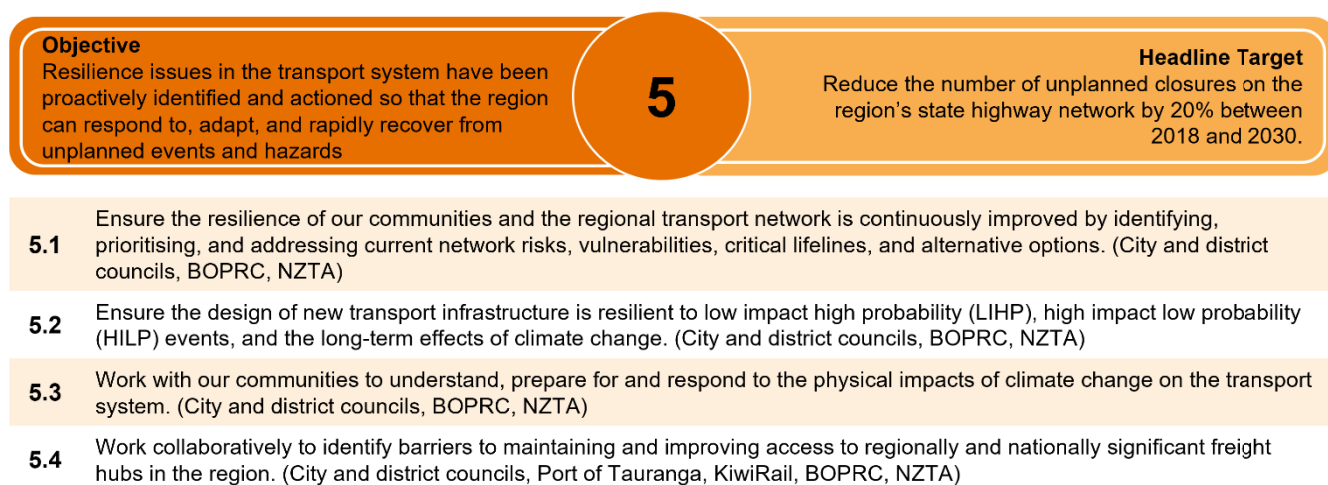 Objective
Resilience issues in the transport system have been
proactively identified and actioned so that the region
can respond to, adapt, and rapidly recover from
unplanned events and hazards
5
Headline Target
Reduce the number of unplanned closures on the
region’s state highway network by 20% between
2018 and 2030.
5.1
Ensure the resilience of our communities and the regional transport network is continuously improved by identifying,
prioritising, and addressing current network risks, vulnerabilities, critical lifelines, and alternative options. (City and district
councils, BOPRC, NZTA)
5.2
Ensure the design of new transport infrastructure is resilient to low impact high probability (LIHP), high impact low probability
(HILP) events, and the long-term effects of climate change. (City and district councils, BOPRC, NZTA)
5.3
Work with our communities to understand, prepare for and respond to the physical impacts of climate change on the transport
system. (City and district councils, BOPRC, NZTA)
5.4
Work collaboratively to identify barriers to maintaining and improving access to regionally and nationally significant freight
hubs in the region. (City and district councils, Port of Tauranga, KiwiRail, BOPRC, NZTA)